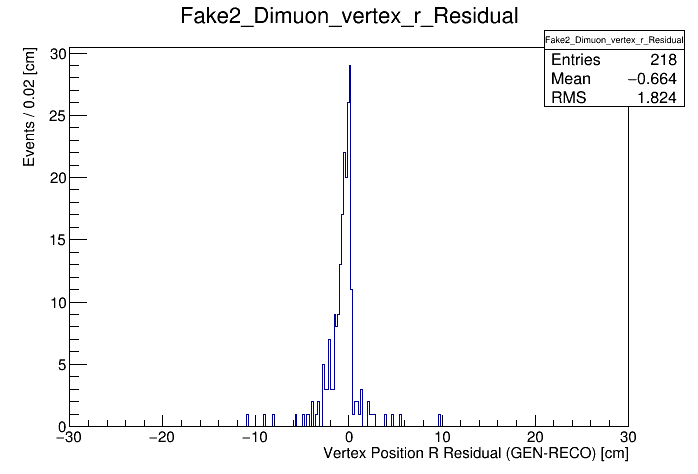 Fake2_Dimuon_vertex_r_Residual
Fake2_Dimuon_vertex_r_Residual
Entries 218
Mean −0.664
RMS 1.824
Events / 0.02 [cm]
30
25
20
15
10
5
0
−30 −20 −10 0 10 20 30
Vertex Position R Residual (GEN-RECO) [cm]